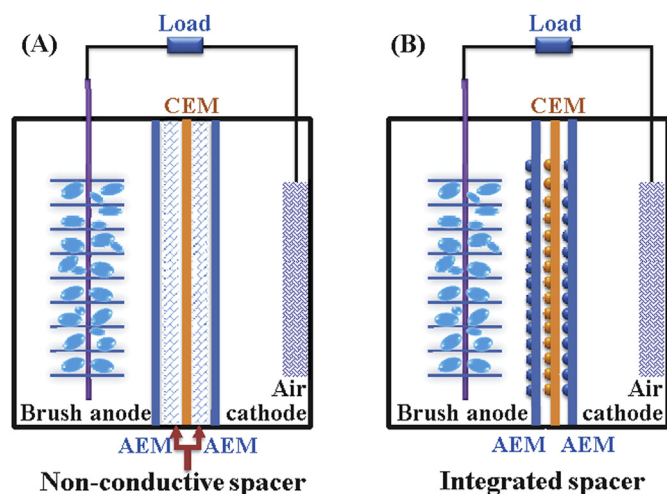 (A)
Load
CEM
Brush anode
Air
cathode
AEM
AEM
Non-conductive spacer
(B)
Load
CEM
Brush anode
Air
cathode
AEM
AEM
Integrated spacer